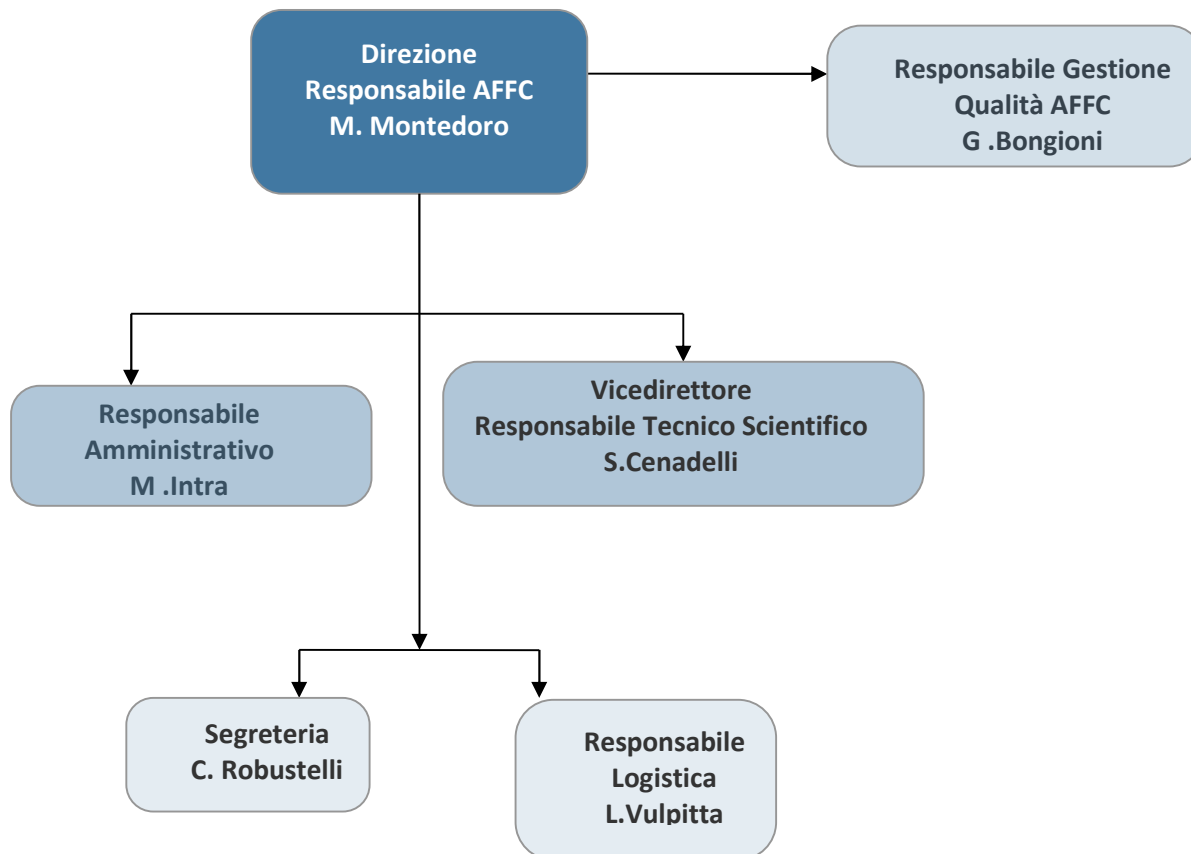 Direzione
Responsabile AFFC
M. Montedoro
Responsabile Gestione
Qualità AFFC
G .Bongioni
Responsabile
Amministrativo
M .Intra
Vicedirettore
Responsabile Tecnico Scientifico
S.Cenadelli
Segreteria
C. Robustelli
Responsabile
Logistica
L.Vulpitta